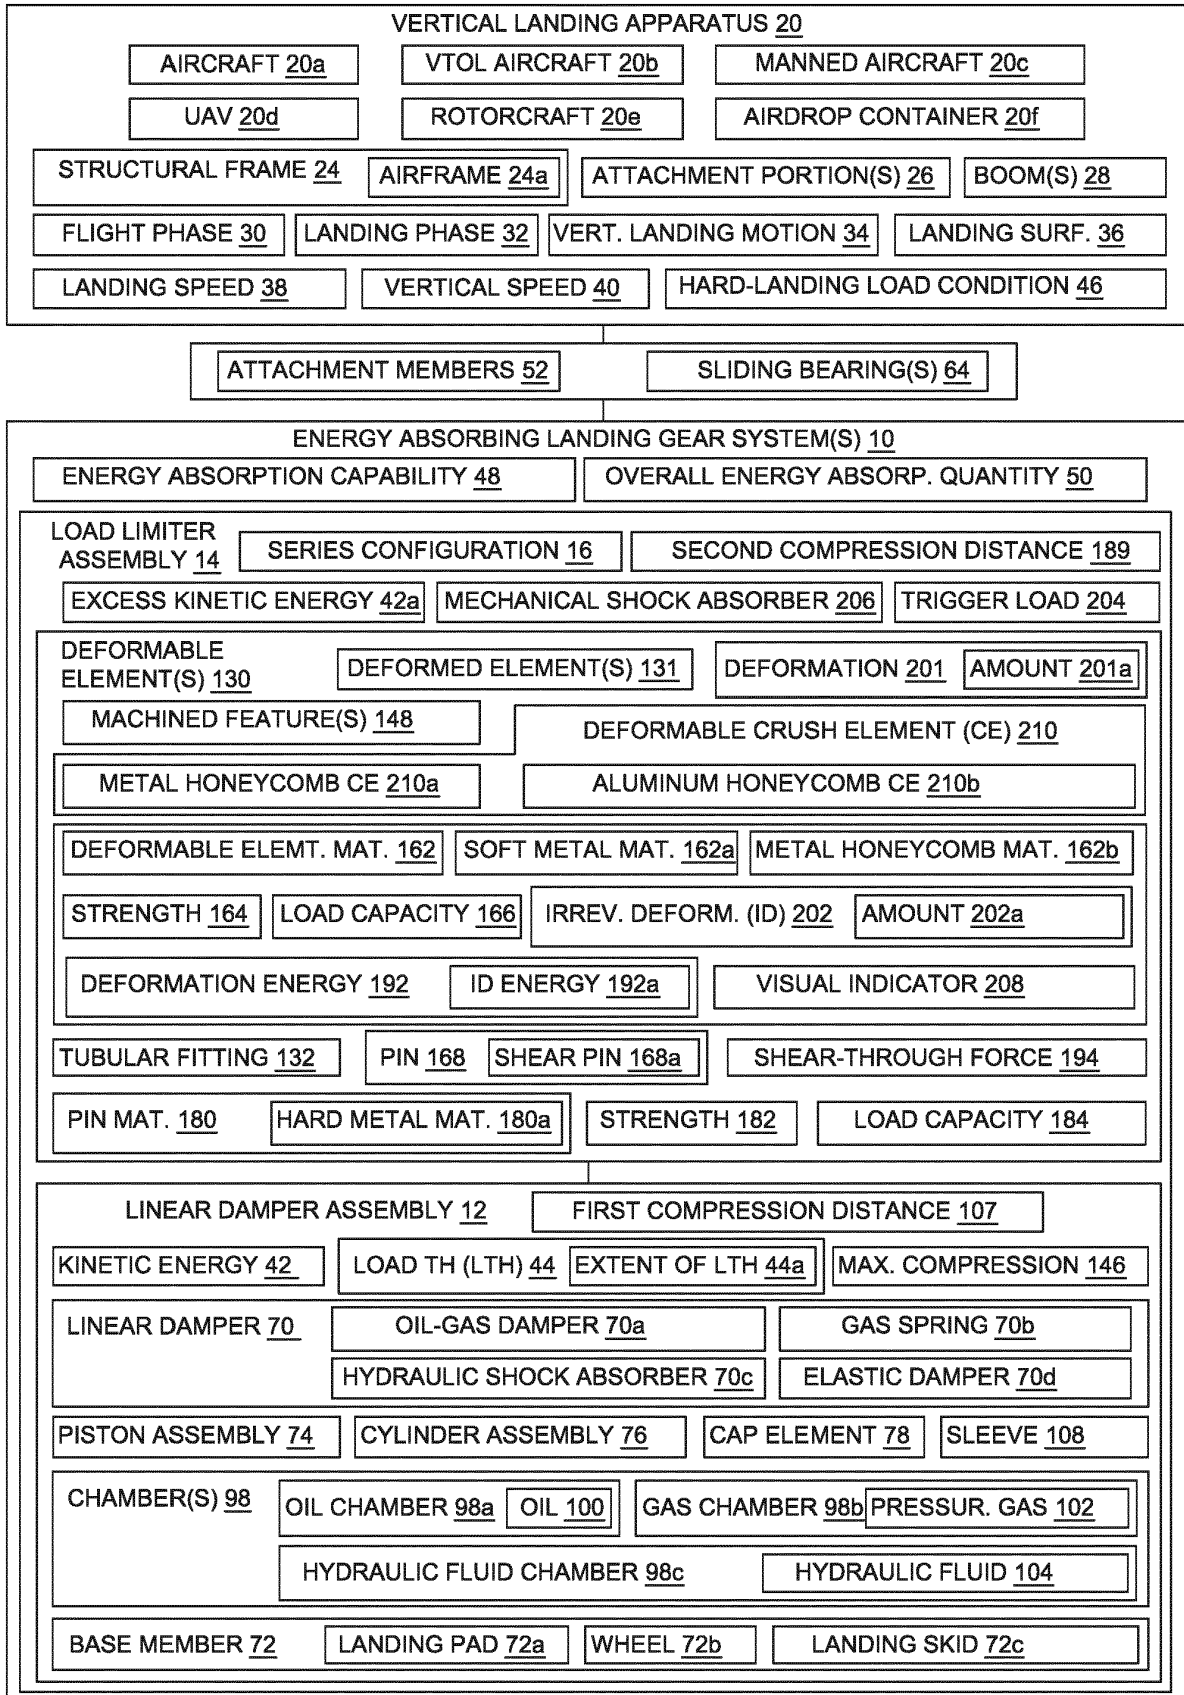 VERTICAL LANDING APPARATUS 20
AIRCRAFT 20a VTOL AIRCRAFT 20b MANNED AIRCRAFT 20c
UAV 20d ROTORCRAFT 20e AIRDROP CONTAINER 20f
STRUCTURAL FRAME 24 AIRFRAME 24a ATTACHMENT PORTION(S) 26 BOOM(S) 28
FLIGHT PHASE 30 LANDING PHASE 32 VERT. LANDING MOTION 34 LANDING SURF. 36
LANDING SPEED 38 VERTICAL SPEED 40 HARD-LANDING LOAD CONDITION 46
ATTACHMENT MEMBERS 52 SLIDING BEARING(S) 64
ENERGY ABSORBING LANDING GEAR SYSTEM(S) 10
ENERGY ABSORPTION CAPABILITY 48 OVERALL ENERGY ABSORP. QUANTITY 50
LOAD LIMITER
ASSEMBLY 14 SERIES CONFIGURATION 16 SECOND COMPRESSION DISTANCE 189
EXCESS KINETIC ENERGY 42a MECHANICAL SHOCK ABSORBER 206 TRIGGER LOAD 204
DEFORMABLE
ELEMENT(S) 130 DEFORMED ELEMENT(S) 131 DEFORMATION 201 AMOUNT 201a
MACHINED FEATURE(S) 148 DEFORMABLE CRUSH ELEMENT (CE) 210
METAL HONEYCOMB CE 210a ALUMINUM HONEYCOMB CE 210b
DEFORMABLE ELEMT. MAT. 162 SOFT METAL MAT. 162a METAL HONEYCOMB MAT. 162b
STRENGTH 164 LOAD CAPACITY 166 IRREV. DEFORM. (ID) 202 AMOUNT 202a
DEFORMATION ENERGY 192 ID ENERGY 192a VISUAL INDICATOR 208
TUBULAR FITTING 132 PIN 168 SHEAR PIN 168a SHEAR-THROUGH FORCE 194
PIN MAT. 180 HARD METAL MAT. 180a STRENGTH 182 LOAD CAPACITY 184
LINEAR DAMPER ASSEMBLY 12 FIRST COMPRESSION DISTANCE 107
KINETIC ENERGY 42 LOAD TH (LTH) 44 EXTENT OF LTH 44a MAX. COMPRESSION 146
LINEAR DAMPER 70 OIL-GAS DAMPER 70a GAS SPRING 70b
HYDRAULIC SHOCK ABSORBER 70c ELASTIC DAMPER 70d
PISTON ASSEMBLY 74 CYLINDER ASSEMBLY 76 CAP ELEMENT 78 SLEEVE 108
CHAMBER(S) 98 OIL CHAMBER 98a OIL 100 GAS CHAMBER 98b PRESSUR. GAS 102
HYDRAULIC FLUID CHAMBER 98c HYDRAULIC FLUID 104
BASE MEMBER 72 LANDING PAD 72a WHEEL 72b LANDING SKID 72c